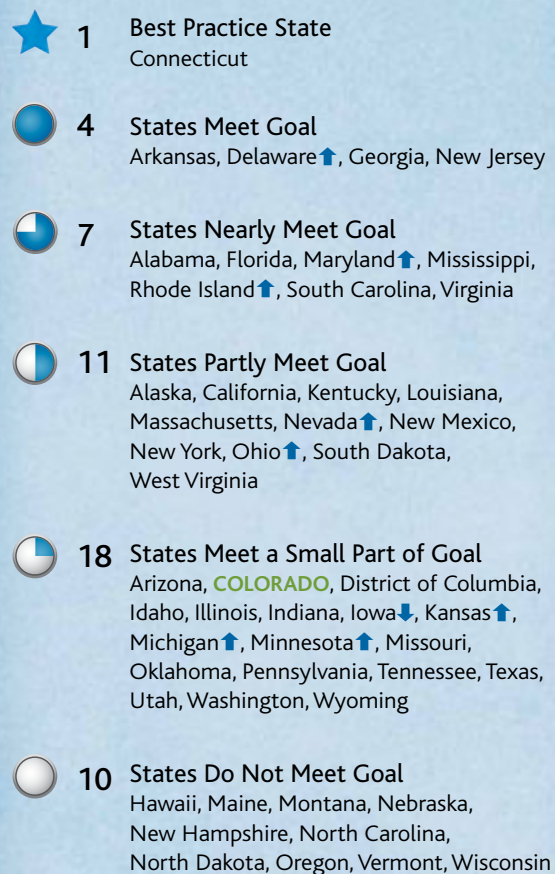 1 Best Practice State
Connecticut
4 States Meet Goal
Arkansas, Delaware⬆, Georgia, New Jersey
7 States Nearly Meet Goal
Alabama, Florida, Maryland⬆, Mississippi,
Rhode Island⬆, South Carolina, Virginia
11 States Partly Meet Goal
Alaska, California, Kentucky, Louisiana,
Massachusetts, Nevada⬆, New Mexico,
New York, Ohio⬆, South Dakota,
West Virginia
18 States Meet a Small Part of Goal
Arizona, COLORADO, District of Columbia,
Idaho, Illinois, Indiana, Iowa⬇, Kansas⬆,
Michigan⬆, Minnesota⬆, Missouri,
Oklahoma, Pennsylvania, Tennessee, Texas,
Utah, Washington, Wyoming
10 States Do Not Meet Goal
Hawaii, Maine, Montana, Nebraska,
New Hampshire, North Carolina,
North Dakota, Oregon, Vermont, Wisconsin